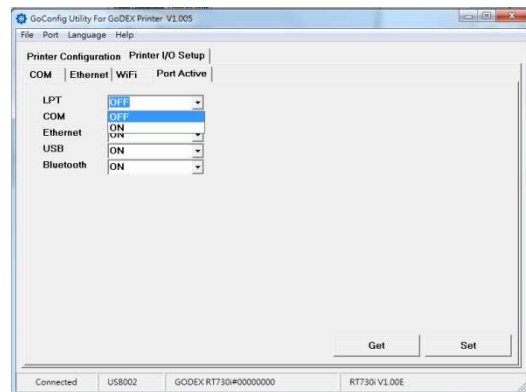 GoConfig Utility For GoDEX Printer V1.005
File Port Language Help
Printer Configuration Printer I/O Setup
COM Ethernet WiFi Port Active
LPT OFF
COM OFF
ON
Ethernet ON
USB ON
Bluetooth ON
Get Set
Connected USB002 GODEX RT730i#00000000 RT730i V1.00E